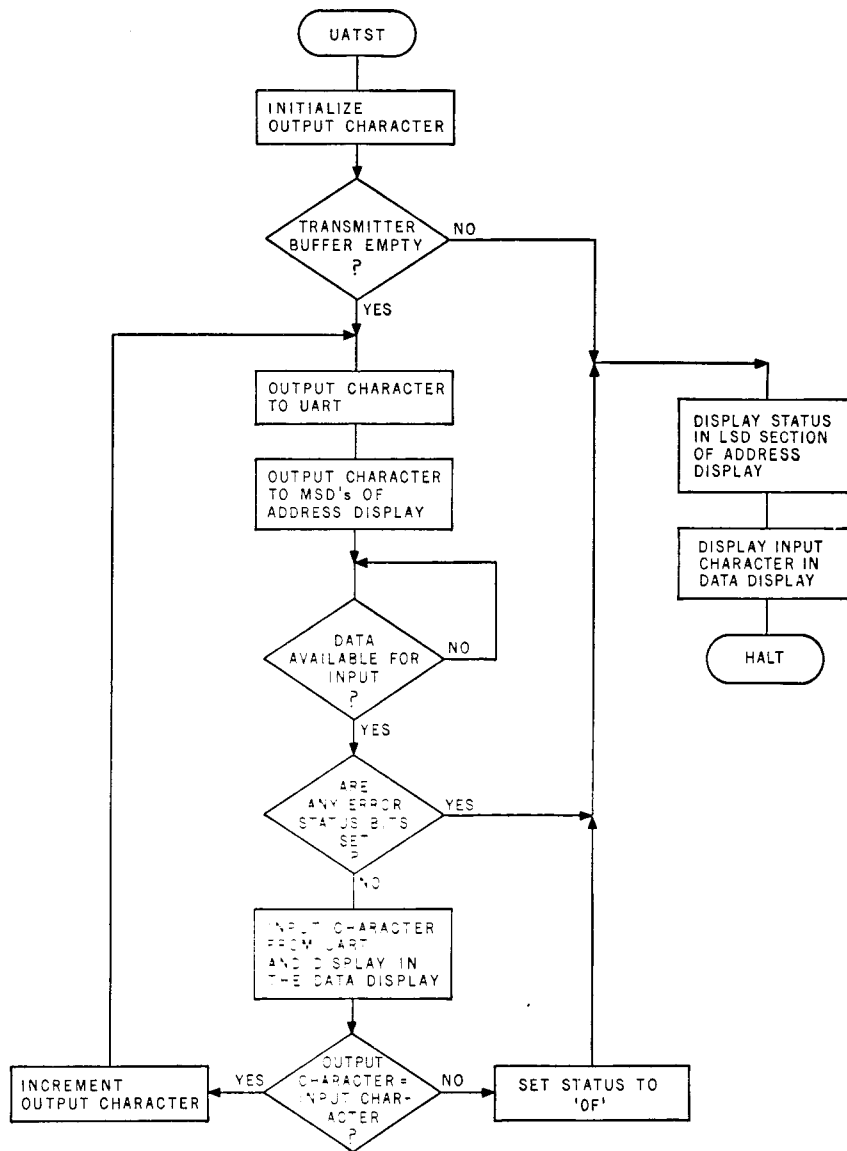 UATST
INITIALIZE
OUTPUT CHARACTER
TRANSMITTER
BUFFER EMPTY
?
NO
YES
OUTPUT CHARACTER
TO UART
OUTPUT CHARACTER
TO MSD's OF
ADDRESS DISPLAY
DATA
AVAILABLE FOR
INPUT
?
NO
YES
ARE
ANY ERROR
STATUS BITS
SET
?
YES
NO
INPUT CHARACTER
FROM UART
AND DISPLAY IN
THE DATA DISPLAY
OUTPUT
CHARACTER =
INPUT CHAR-
ACTER
?
YES
NO
INCREMENT
OUTPUT CHARACTER
SET STATUS TO
'OF'
DISPLAY STATUS
IN LSD SECTION
OF ADDRESS
DISPLAY
DISPLAY INPUT
CHARACTER IN
DATA DISPLAY
HALT